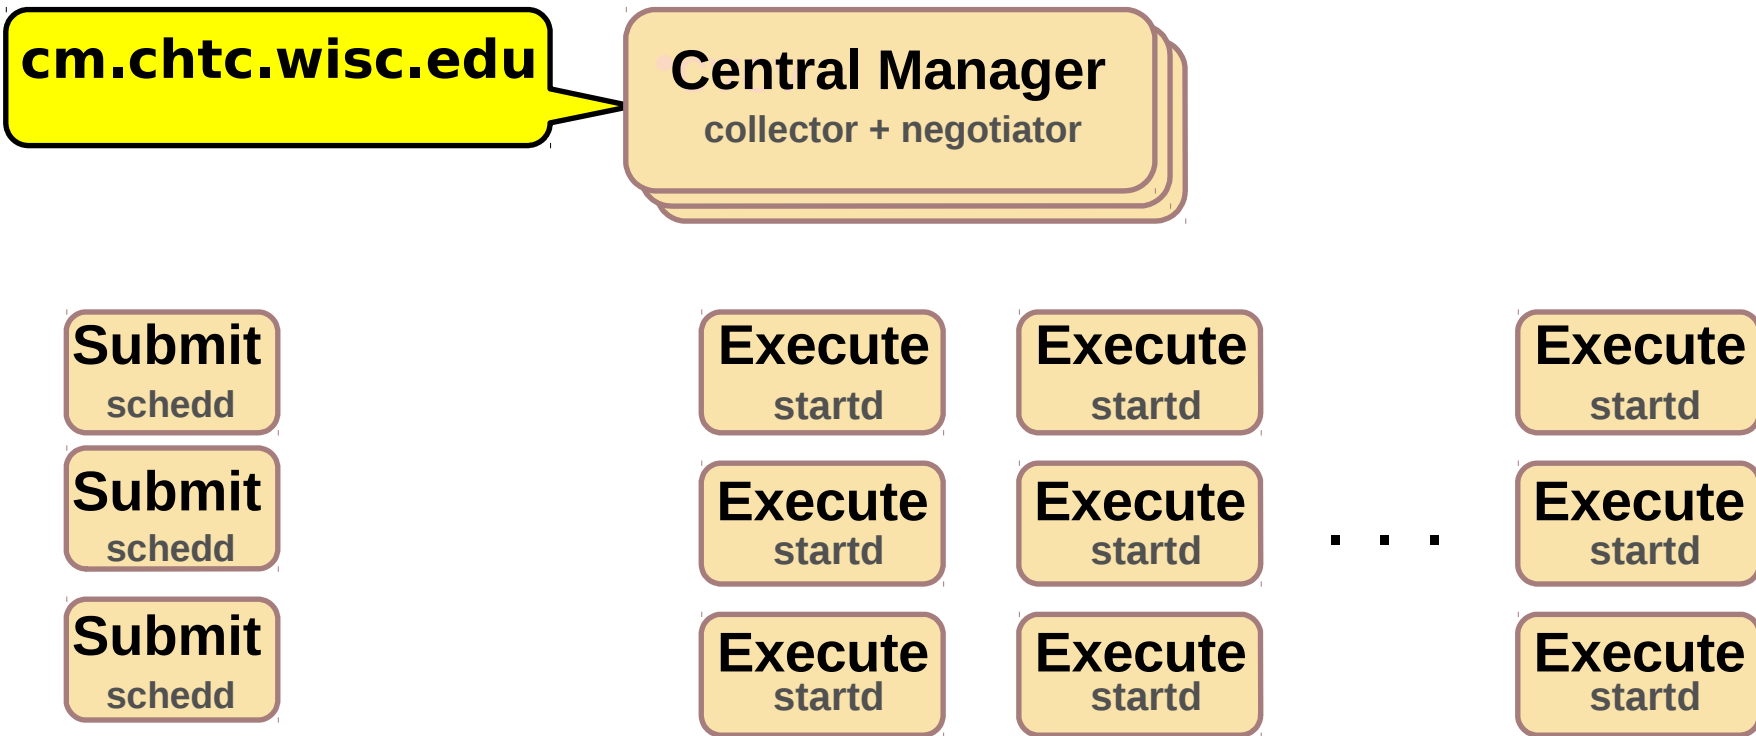 cm.chtc.wisc.edu
Central Manager
collector + negotiator
Submit
schedd
Execute
startd
Execute
startd
Execute
startd
Submit
schedd
Execute
startd
Execute
startd
. . .
Execute
startd
Submit
schedd
Execute
startd
Execute
startd
Execute
startd